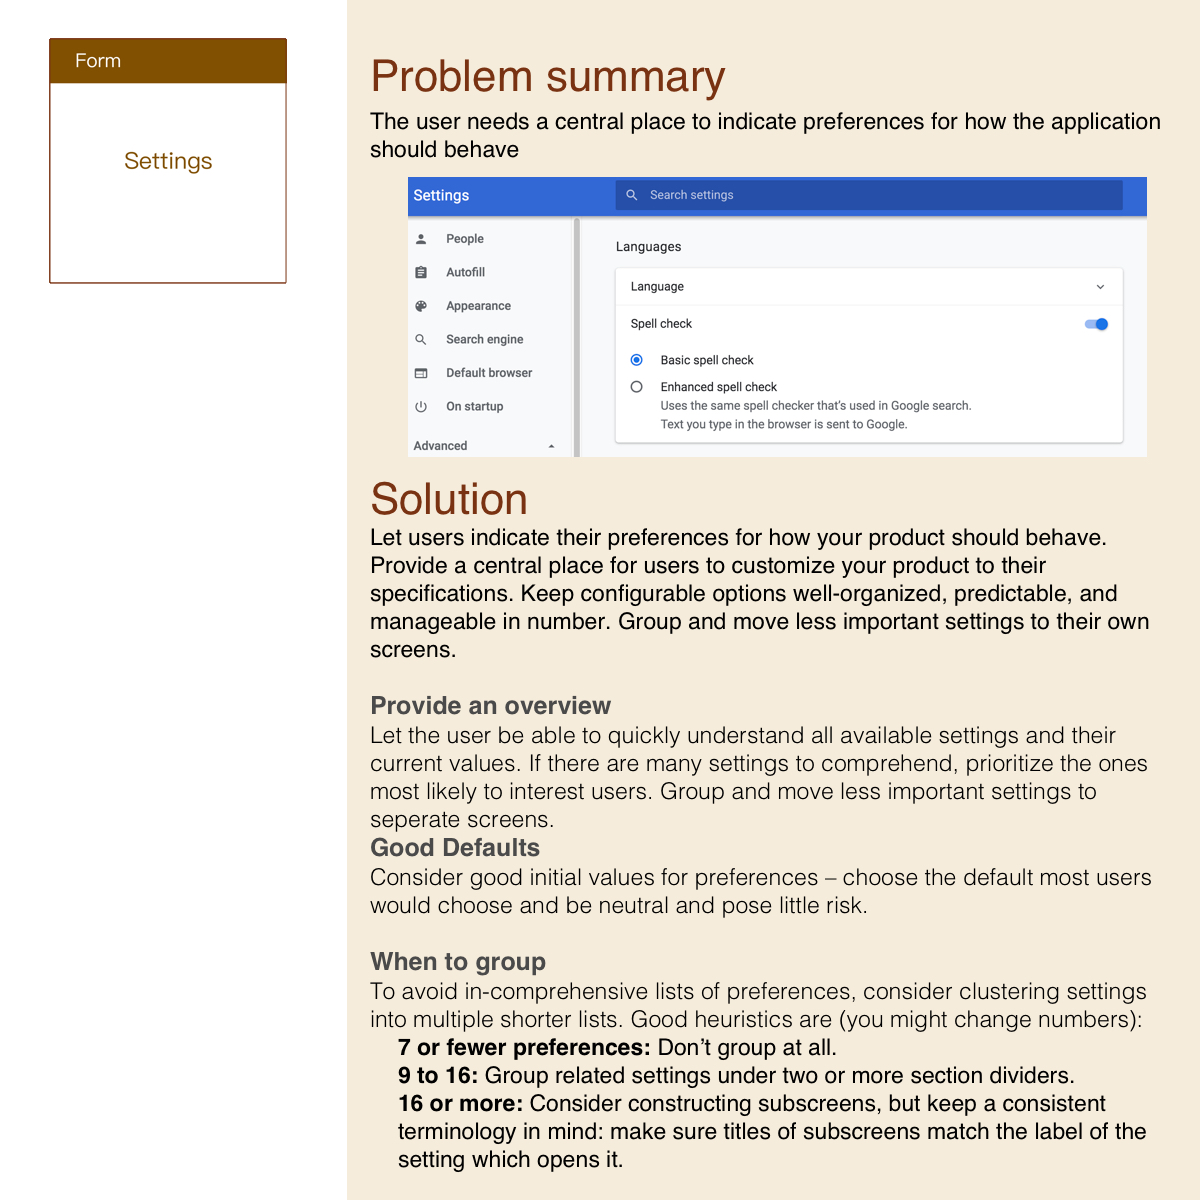 Form
Settings
Problem summary
The user needs a central place to indicate preferences for how the application
should behave
Settings
Search settings
People
Autofill
Appearance
Search engine
Default browser
On startup
Advanced
Languages
Language
Spell check
Basic spell check
Enhanced spell check
Uses the same spell checker that's used in Google search.
Text you type in the browser is sent to Google.
Solution
Let users indicate their preferences for how your product should behave.
Provide a central place for users to customize your product to their
specifications. Keep configurable options well-organized, predictable, and
manageable in number. Group and move less important settings to their own
screens.
Provide an overview
Let the user be able to quickly understand all available settings and their
current values. If there are many settings to comprehend, prioritize the ones
most likely to interest users. Group and move less important settings to
seperate screens.
Good Defaults
Consider good initial values for preferences – choose the default most users
would choose and be neutral and pose little risk.
When to group
To avoid in-comprehensive lists of preferences, consider clustering settings
into multiple shorter lists. Good heuristics are (you might change numbers):
7 or fewer preferences: Don’t group at all.
9 to 16: Group related settings under two or more section dividers.
16 or more: Consider constructing subscreens, but keep a consistent
terminology in mind: make sure titles of subscreens match the label of the
setting which opens it.